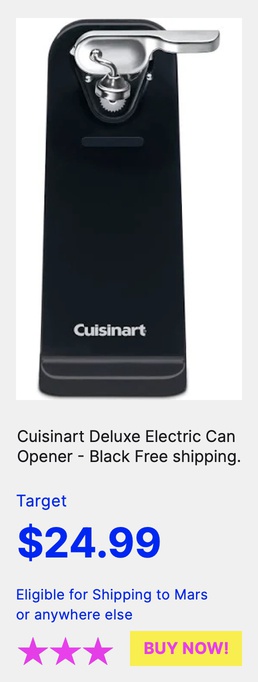 Cuisinart
Cuisinart Deluxe Electric Can
Opener - Black Free shipping.
Target
$24.99
Eligible for Shipping to Mars
or anywhere else
BUY NOW!